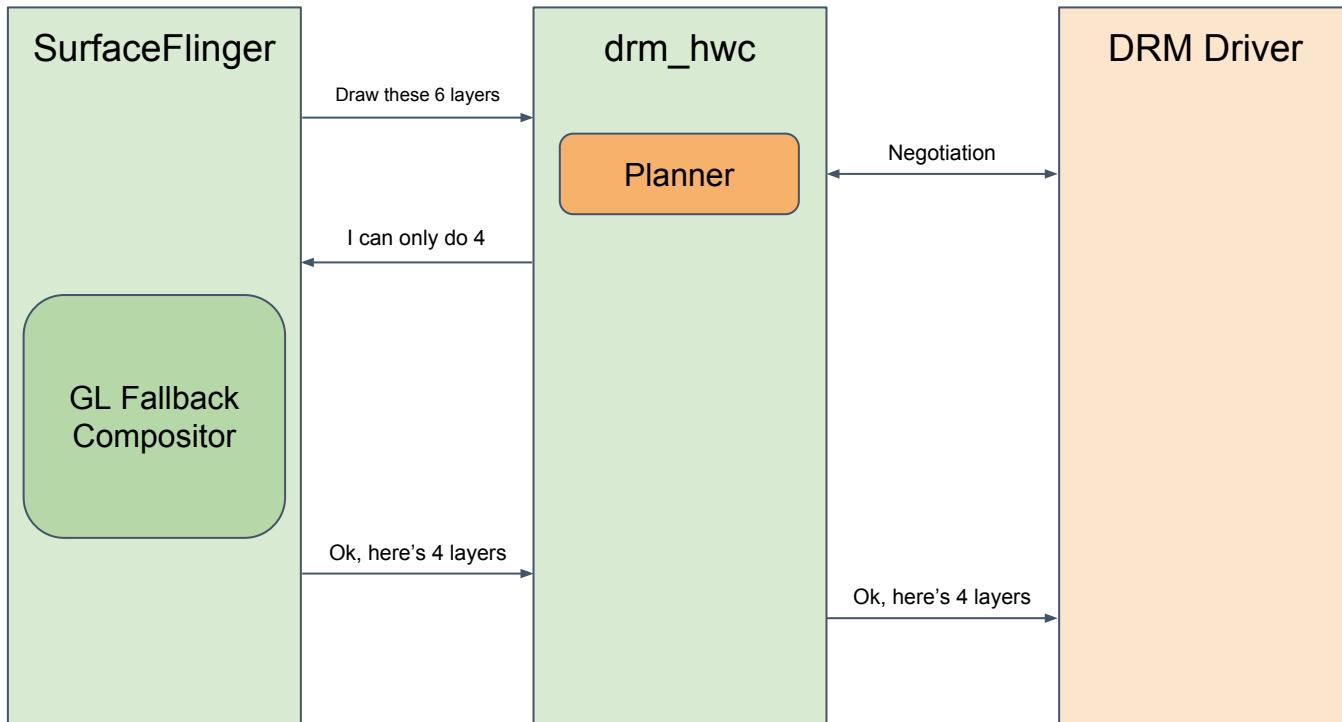 SurfaceFlinger
drm_hwc
DRM Driver
Draw these 6 layers
Negotiation
Planner
I can only do 4
GL Fallback
Compositor
Ok, here’s 4 layers
Ok, here’s 4 layers